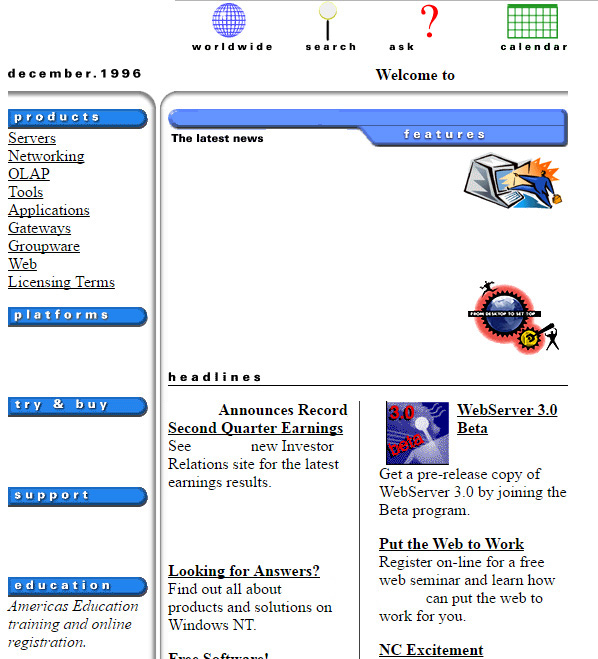 worldwide search ask ? calendar
december.1996
Welcome to
products
Servers
Networking
OLAP
Tools
Applications
Gateways
Groupware
Web
Licensing Terms
platforms
try & buy
support
education
Americas Education
training and online
registration.
The latest news
features
FROM DESKTOP TO SET TOP
headlines
Announces Record
Second Quarter Earnings
See new Investor
Relations site for the latest
earnings results.
Looking for Answers?
Find out all about
products and solutions on
Windows NT.
Free Software!
3.0
beta
WebServer 3.0
Beta
Get a pre-release copy of
WebServer 3.0 by joining the
Beta program.
Put the Web to Work
Register on-line for a free
web seminar and learn how
can put the web to
work for you.
NC Excitement